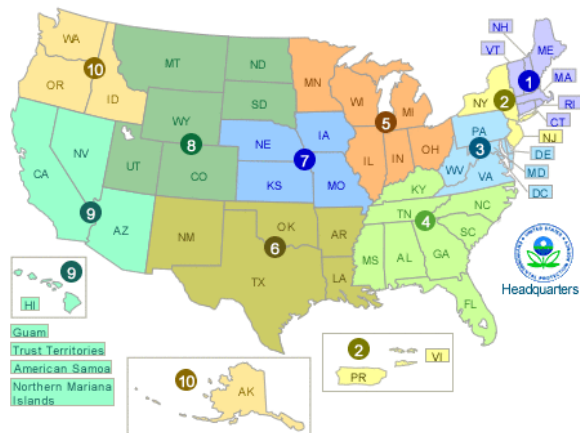 WA
OR
ID
10
MT
ND
SD
WY
UT
CO
8
CA
NV
AZ
9
NE
IA
KS
MO
7
MN
WI
MI
IL
IN
OH
5
NM
OK
AR
TX
LA
6
KY
TN
NC
SC
MS
AL
GA
FL
4
PA
WV
VA
3
DE
MD
DC
NY
NJ
2
NH
VT
ME
MA
RI
CT
1
Headquarters
9
HI
Guam
Trust Territories
American Samoa
Northern Mariana
Islands
10
AK
2
PR
VI